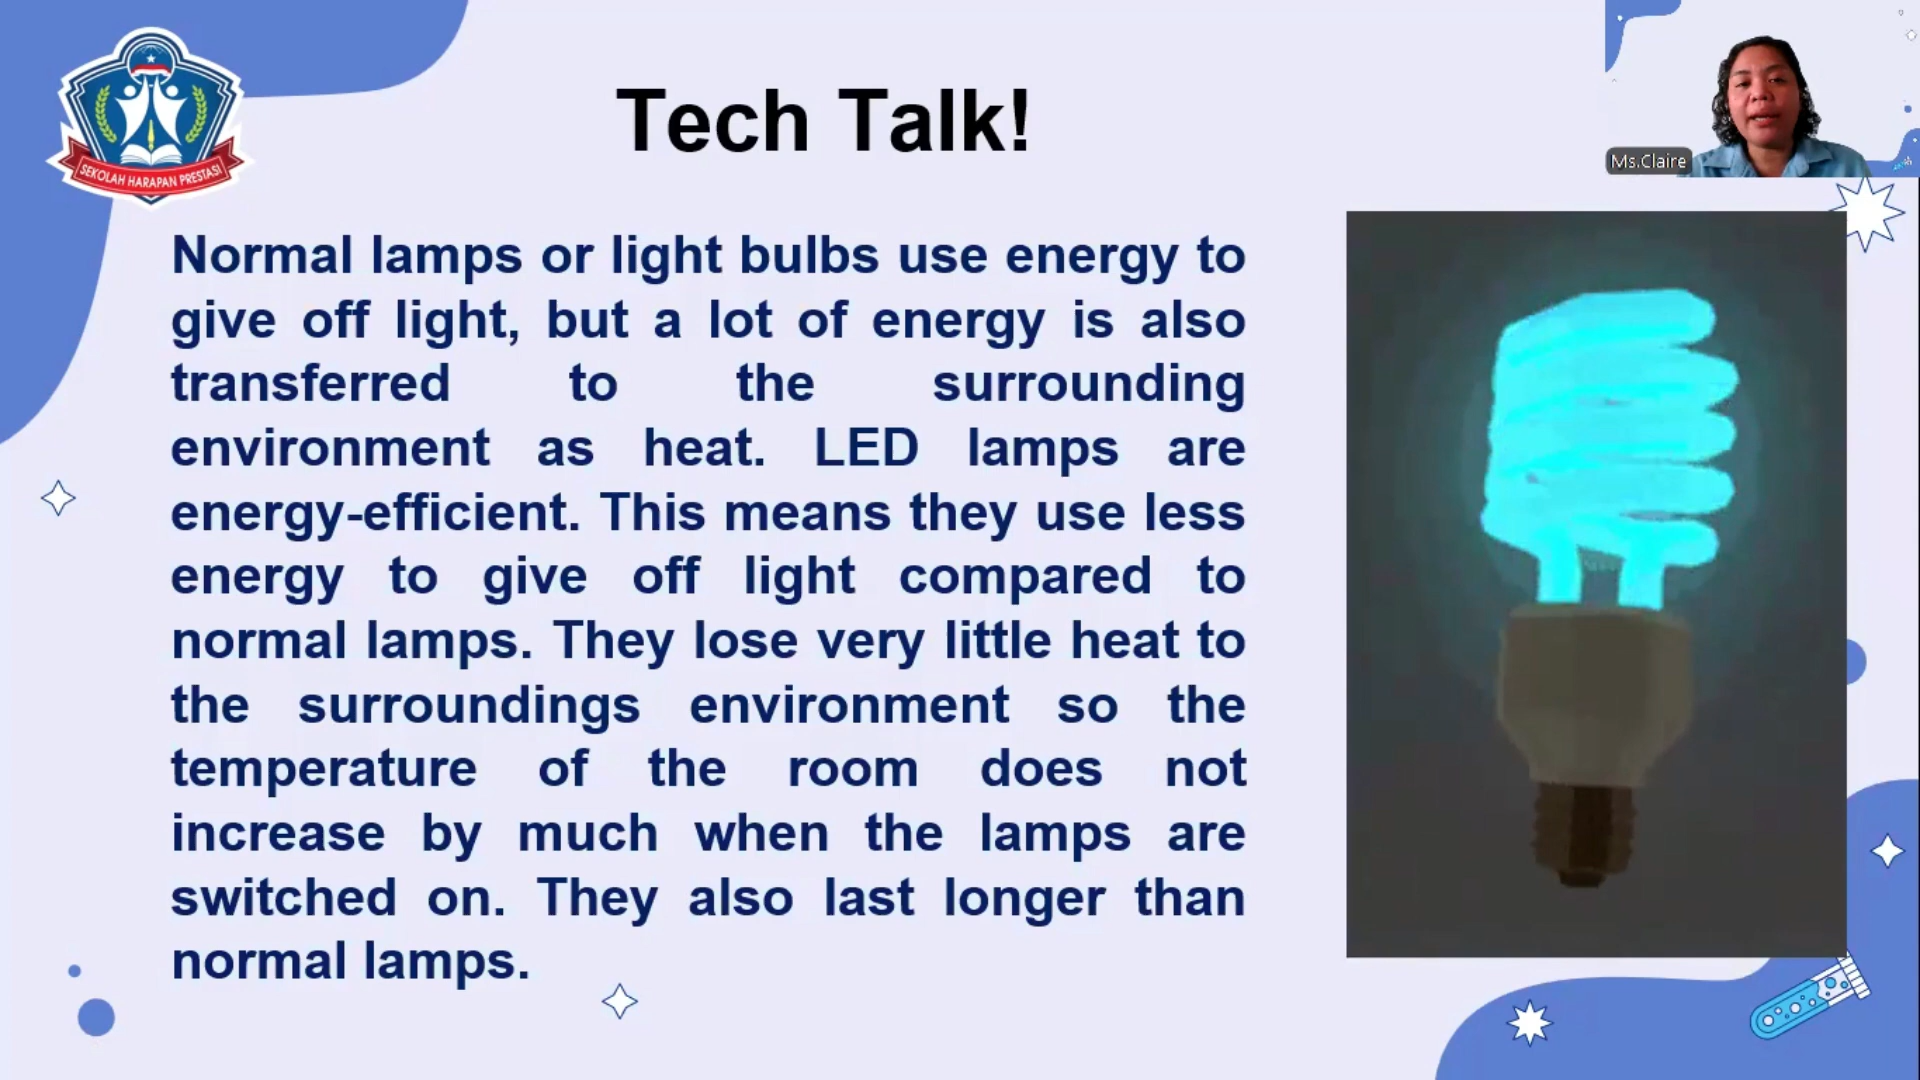 SEKOLAH HARAPAN PRESTASI
Tech Talk!
Ms.Claire
Normal lamps or light bulbs use energy to
give off light, but a lot of energy is also
transferred to the surrounding
environment as heat. LED lamps are
energy-efficient. This means they use less
energy to give off light compared to
normal lamps. They lose very little heat to
the surroundings environment so the
temperature of the room does not
increase by much when the lamps are
switched on. They also last longer than
normal lamps.